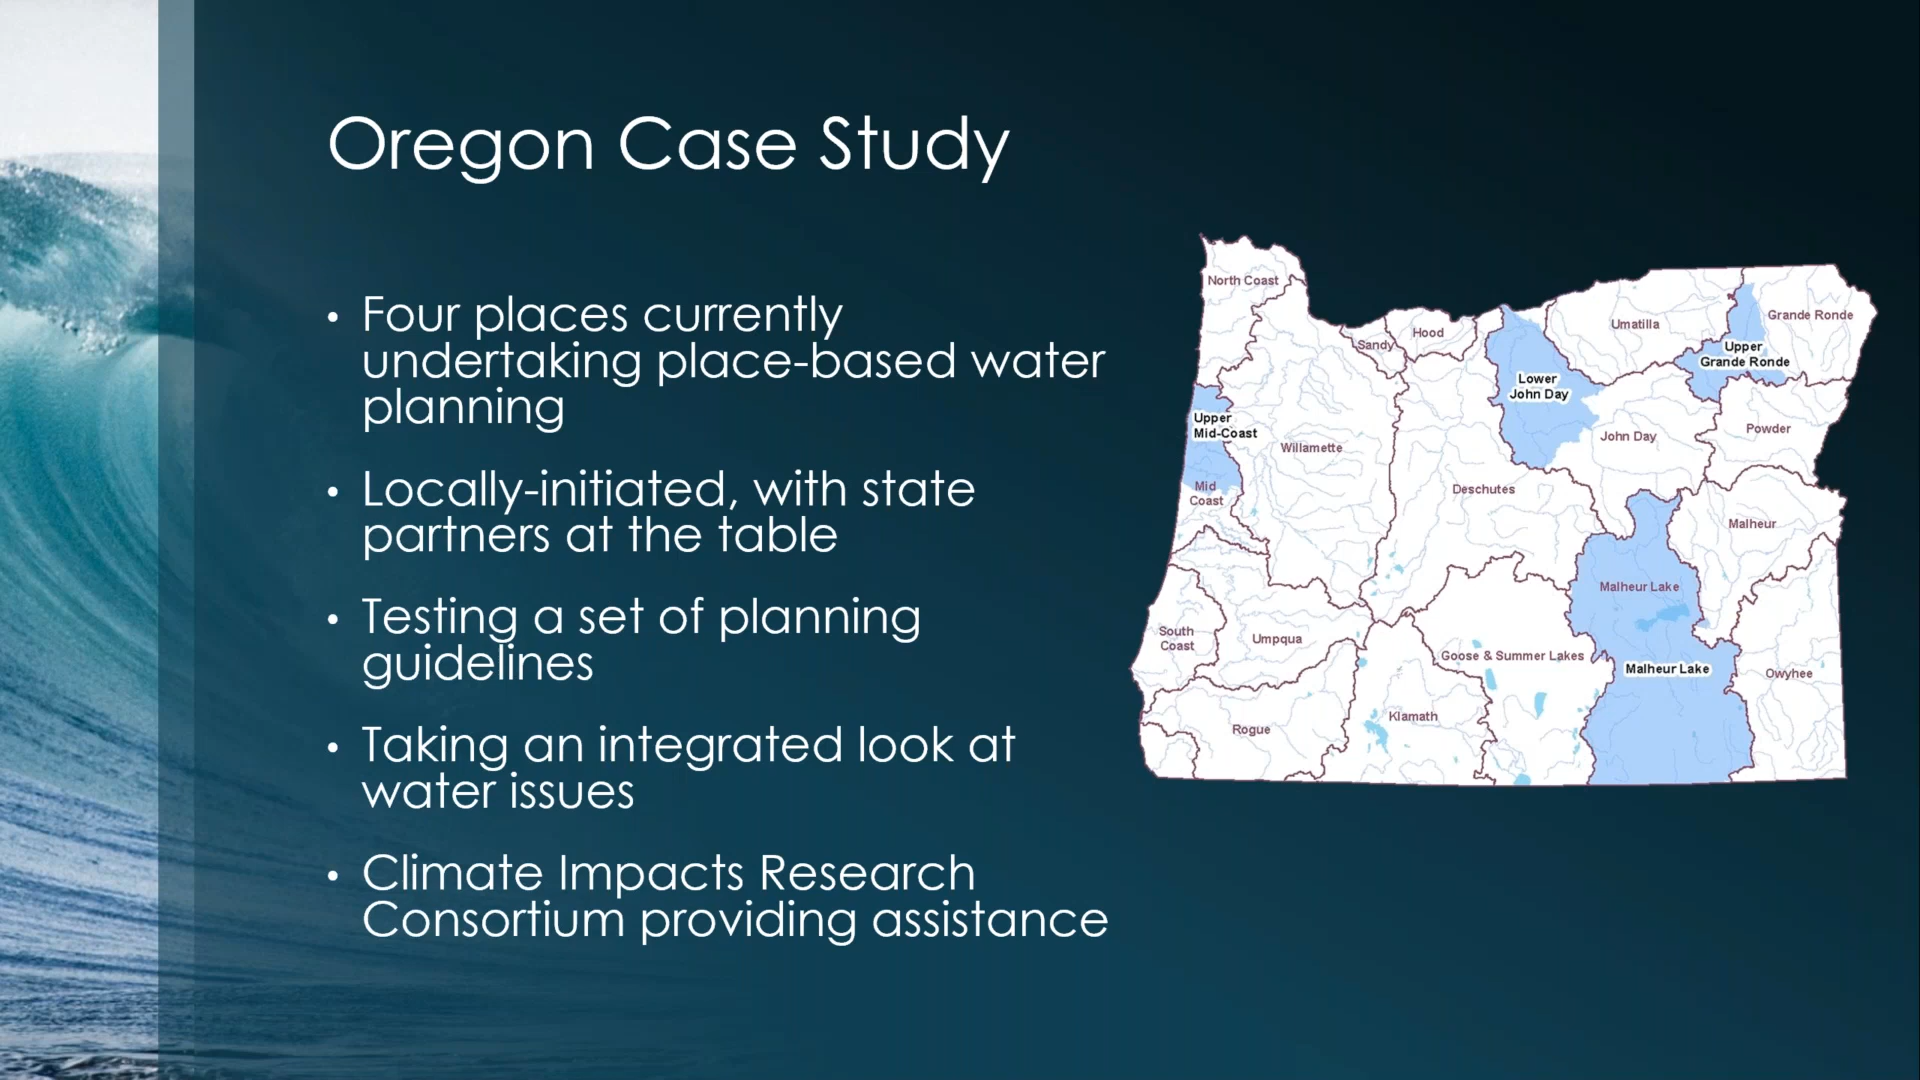 Oregon Case Study
• Four places currently
undertaking place-based water
planning
• Locally-initiated, with state
partners at the table
• Testing a set of planning
guidelines
• Taking an integrated look at
water issues
• Climate Impacts Research
Consortium providing assistance
North Coast
Sandy
Hood
Umatilla
Grande Ronde
Upper
Grande Ronde
Lower
John Day
Upper
Mid-Coast
Willamette
John Day
Powder
Mid
Coast
Deschutes
Malheur
Malheur Lake
South
Coast
Umpqua
Goose & Summer Lakes
Malheur Lake
Owyhee
Rogue
Klamath